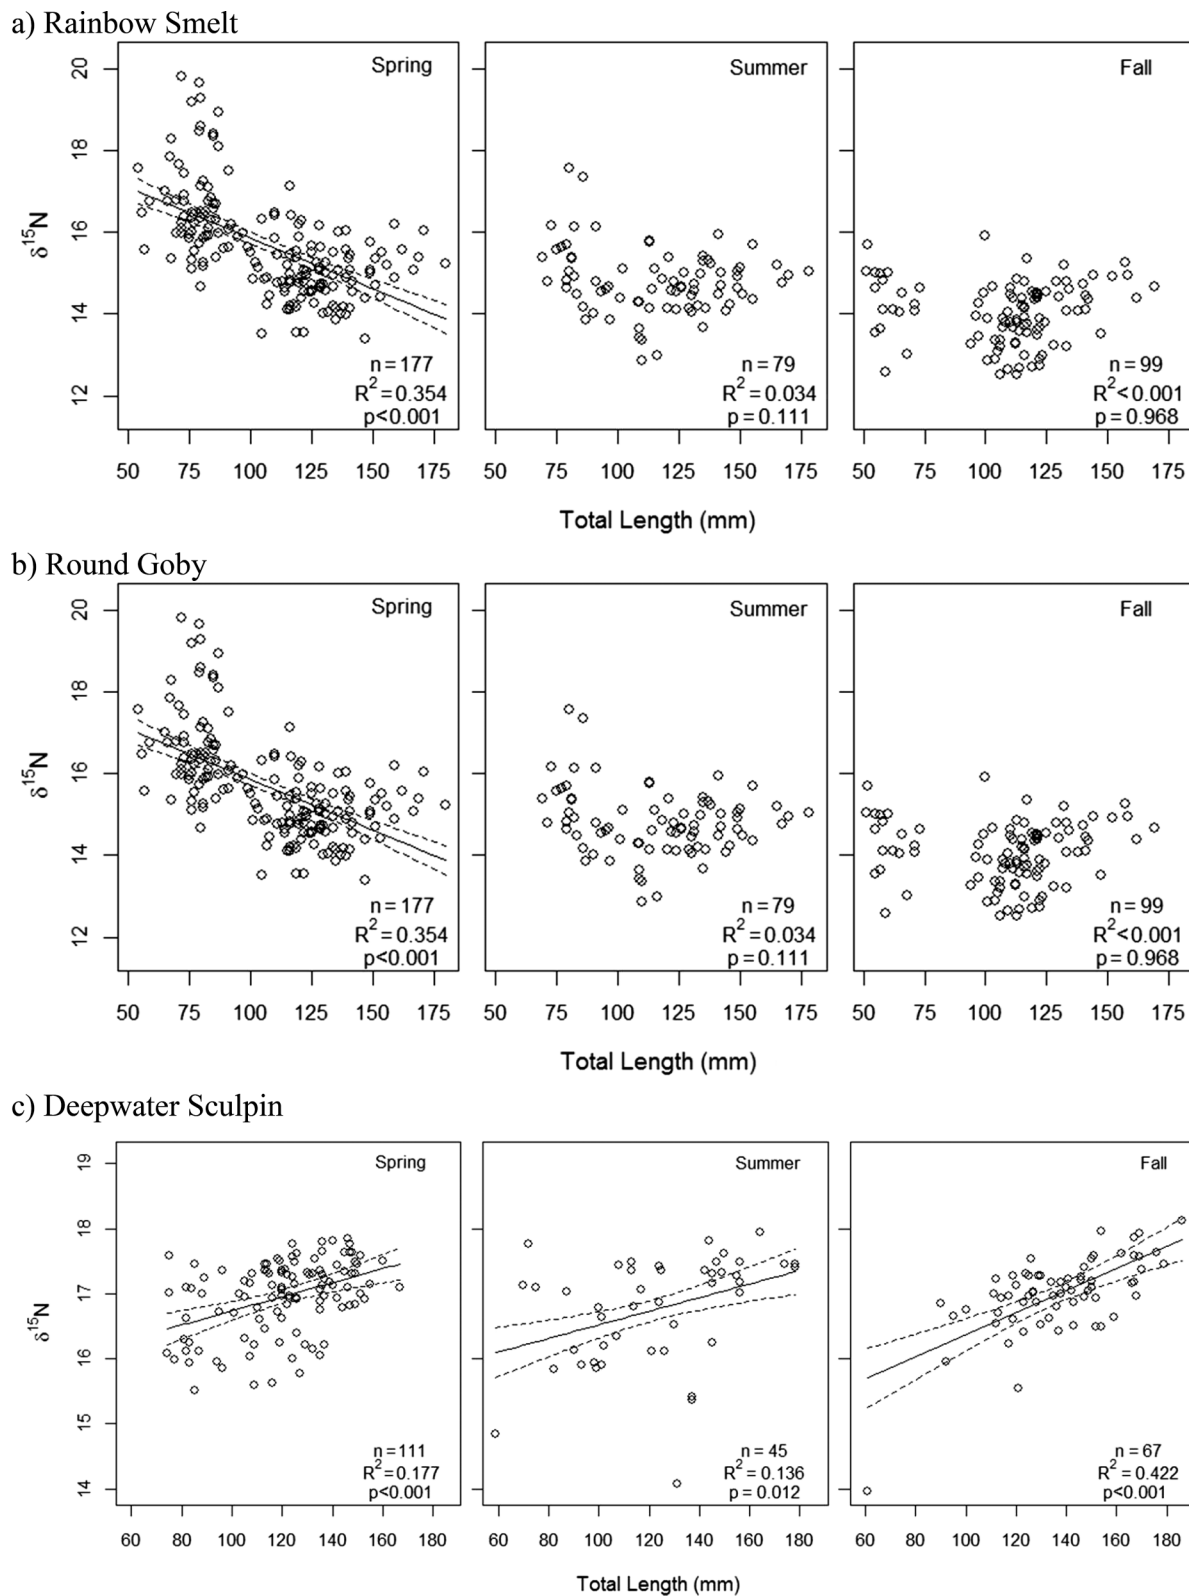 a) Rainbow Smelt
Spring
Summer
Fall
20
18
16
14
12
δ15N
n = 177
R2 = 0.354
p<0.001
n = 79
R2 = 0.034
p = 0.111
n = 99
R2 < 0.001
p = 0.968
50 75 100 125 150 175
50 75 100 125 150 175
50 75 100 125 150 175
Total Length (mm)
b) Round Goby
Spring
Summer
Fall
20
18
16
14
12
δ15N
n = 177
R2 = 0.354
p<0.001
n = 79
R2 = 0.034
p = 0.111
n = 99
R2 < 0.001
p = 0.968
50 75 100 125 150 175
50 75 100 125 150 175
50 75 100 125 150 175
Total Length (mm)
c) Deepwater Sculpin
Spring
Summer
Fall
19
18
17
16
15
14
δ15N
n = 111
R2 = 0.177
p<0.001
n = 45
R2 = 0.136
p = 0.012
n = 67
R2 = 0.422
p<0.001
60 80 100 120 140 160 180
60 80 100 120 140 160 180
60 80 100 120 140 160 180
Total Length (mm)